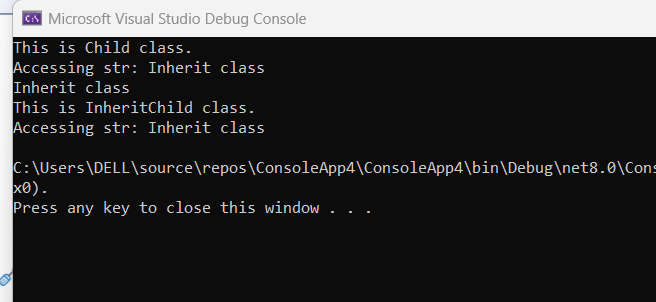 Microsoft Visual Studio Debug Console
This is Child class.
Accessing str: Inherit class
Inherit class
This is InheritChild class.
Accessing str: Inherit class
C:\Users\DELL\source\repos\ConsoleApp4\ConsoleApp4\bin\Debug\net8.0\Cons
x0).
Press any key to close this window . . .